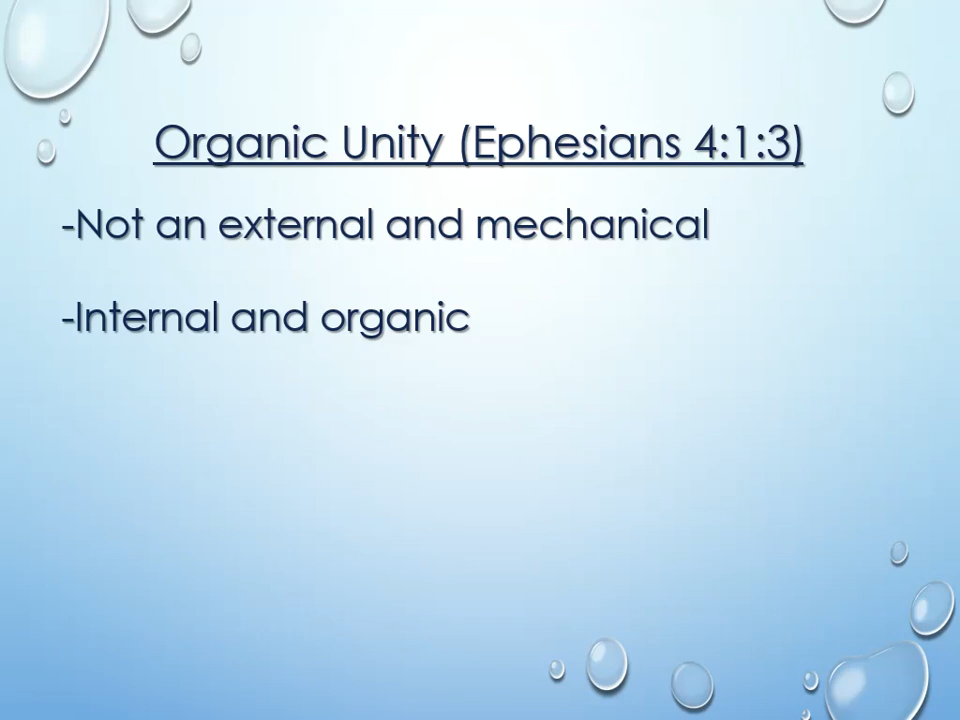 Organic Unity (Ephesians 4:1:3)
-Not an external and mechanical
-Internal and organic